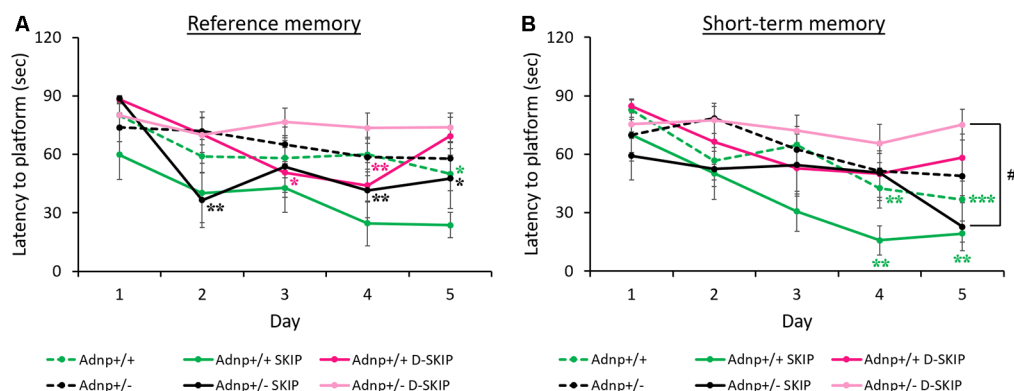 A Reference memory
Latency to platform (sec)
120
90
60
30
0
**
*
**
**
*
*
1 2 3 4 5
Day
Adnp+/+ Adnp+/+ SKIP Adnp+/+ D-SKIP
Adnp+/- Adnp+/- SKIP Adnp+/- D-SKIP
B Short-term memory
Latency to platform (sec)
120
90
60
30
0
#
**
***
**
**
1 2 3 4 5
Day
Adnp+/+ Adnp+/+ SKIP Adnp+/+ D-SKIP
Adnp+/- Adnp+/- SKIP Adnp+/- D-SKIP